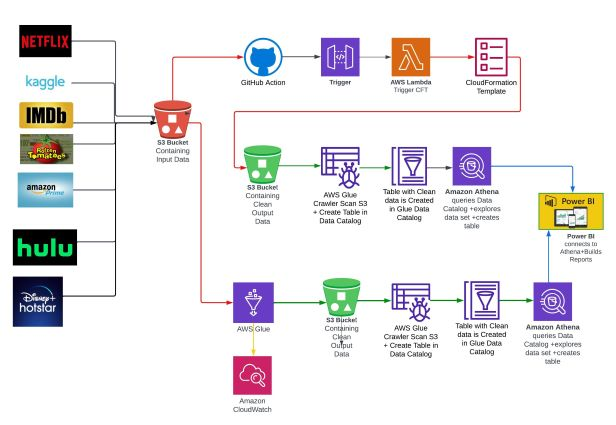 NETFLIX
kaggle
IMDb
Rotten
Tomatoes
amazon
Prime
hulu
Disney+
hotstar
S3 Bucket
Containing
Input Data
GitHub Action
Trigger
AWS Lambda
Trigger CFT
CloudFormation
Template
S3 Bucket
Containing
Clean
Output
Data
AWS Glue
Crawler Scan S3
+ Create Table in
Data Catalog
Table with Clean
data is Created
in Glue Data
Catalog
Amazon Athena
queries Data
Catalog +explores
data set +creates
table
Power BI
Power BI
connects to
Athena+Builds
Reports
AWS Glue
Amazon
CloudWatch
S3 Bucket
Containing
Clean
Output
Data
AWS Glue
Crawler Scan S3
+ Create Table in
Data Catalog
Table with Clean
data is Created
in Glue Data
Catalog
Amazon Athena
queries Data
Catalog +explores
data set +creates
table